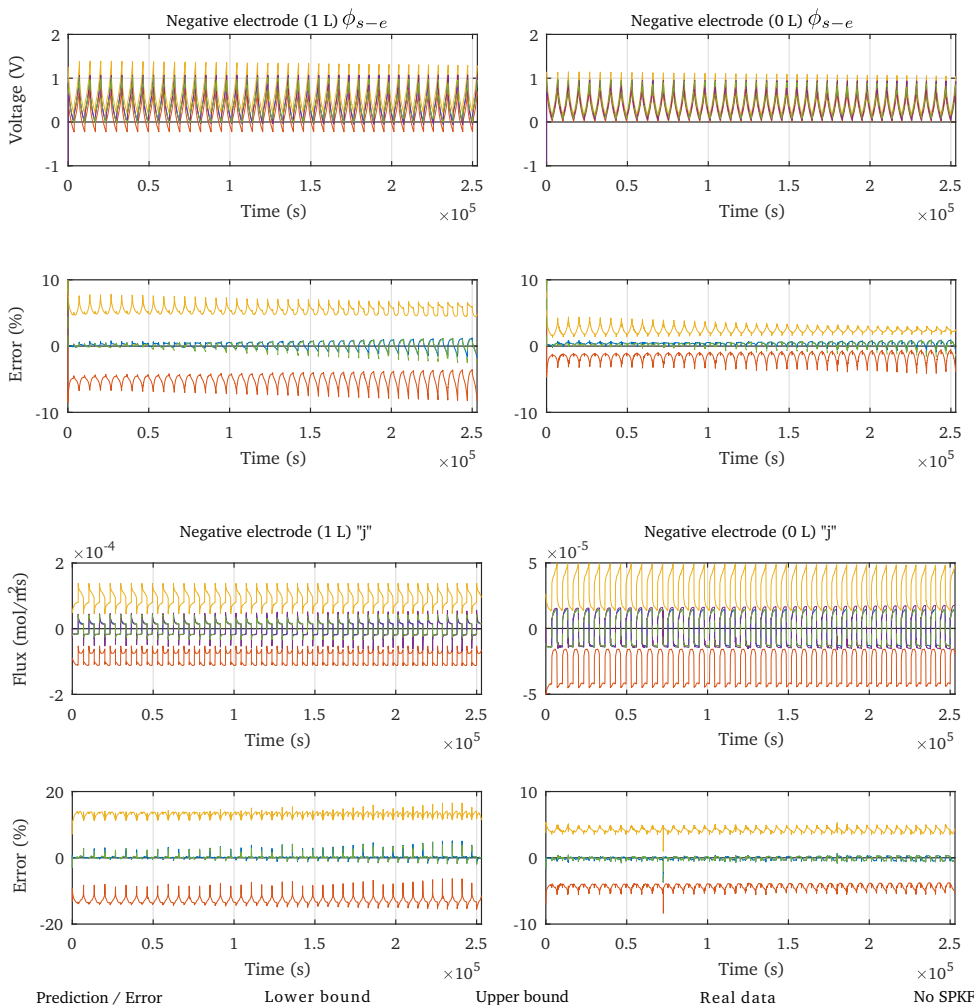 Negative electrode (1 L) ϕs−e
Negative electrode (0 L) ϕs−e
Voltage (V)
2
1
0
-1
0 0.5 1 1.5 2 2.5
Time (s)
×10^5
2
1
0
-1
0 0.5 1 1.5 2 2.5
Time (s)
×10^5
Error (%)
10
0
-10
0 0.5 1 1.5 2 2.5
Time (s)
×10^5
10
0
-10
0 0.5 1 1.5 2 2.5
Time (s)
×10^5
Negative electrode (1 L) "j"
Negative electrode (0 L) "j"
×10^-4
Flux (mol/m²s)
2
0
-2
0 0.5 1 1.5 2 2.5
Time (s)
×10^5
×10^-5
5
0
-5
0 0.5 1 1.5 2 2.5
Time (s)
×10^5
Error (%)
20
0
-20
0 0.5 1 1.5 2 2.5
Time (s)
×10^5
10
0
-10
0 0.5 1 1.5 2 2.5
Time (s)
×10^5
Prediction / Error Lower bound Upper bound Real data No SPKF